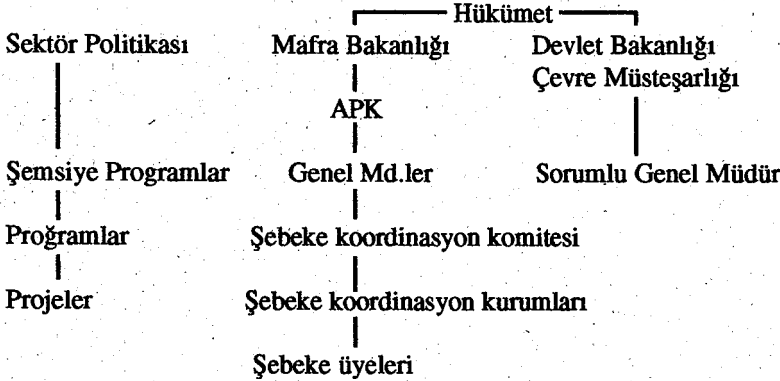 Hükümet
Sektör Politikası Mafra Bakanlığı Devlet Bakanlığı
Çevre Müsteşarlığı
APK
Şemsiye Programlar Genel Md.ler Sorumlu Genel Müdür
Proğramlar Şebeke koordinasyon komitesi
Projeler Şebeke koordinasyon kurumları
Şebeke üyeleri